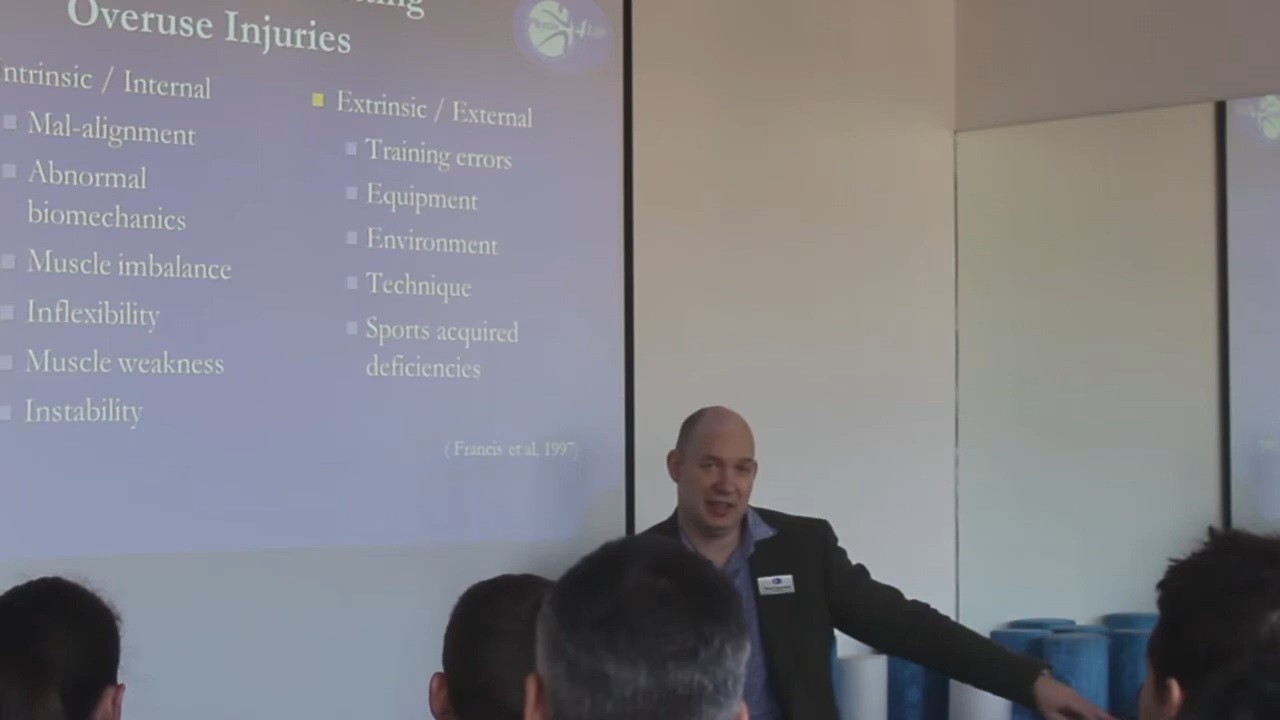 Overuse Injuries
Intrinsic / Internal
Mal-alignment
Abnormal
biomechanics
Muscle imbalance
Inflexibility
Muscle weakness
Instability
Extrinsic / External
Training errors
Equipment
Environment
Technique
Sports acquired
deficiencies
( Francis et al, 1997)